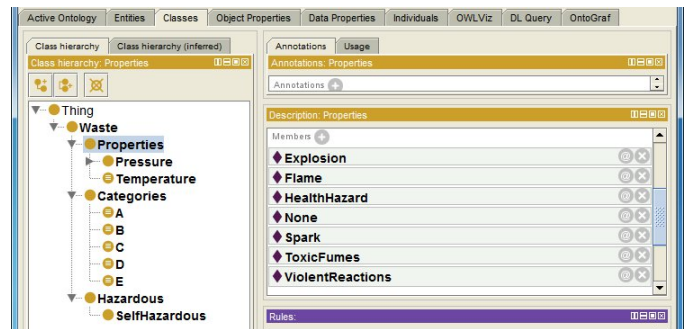 Active Ontology Entities Classes Object Properties Data Properties Individuals OWLViz DL Query OntoGraf
Class hierarchy Class hierarchy (inferred)
Class hierarchy: Properties
Thing
Waste
Properties
Pressure
Temperature
Categories
A
B
C
D
E
Hazardous
SelfHazardous
Annotations Usage
Annotations: Properties
Annotations
Description: Properties
Members
Explosion
Flame
HealthHazard
None
Spark
ToxicFumes
ViolentReactions
Rules: